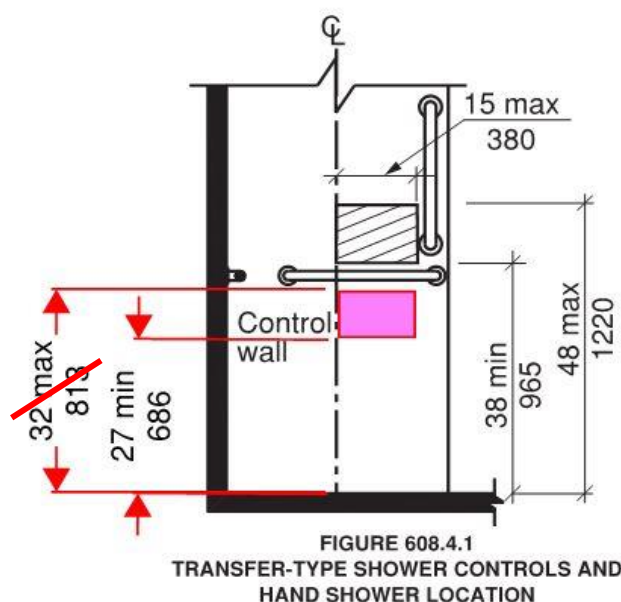 ℄
15 max
380
Control
wall
32 max
813
27 min
686
38 min
965
48 max
1220
FIGURE 608.4.1
TRANSFER-TYPE SHOWER CONTROLS AND
HAND SHOWER LOCATION